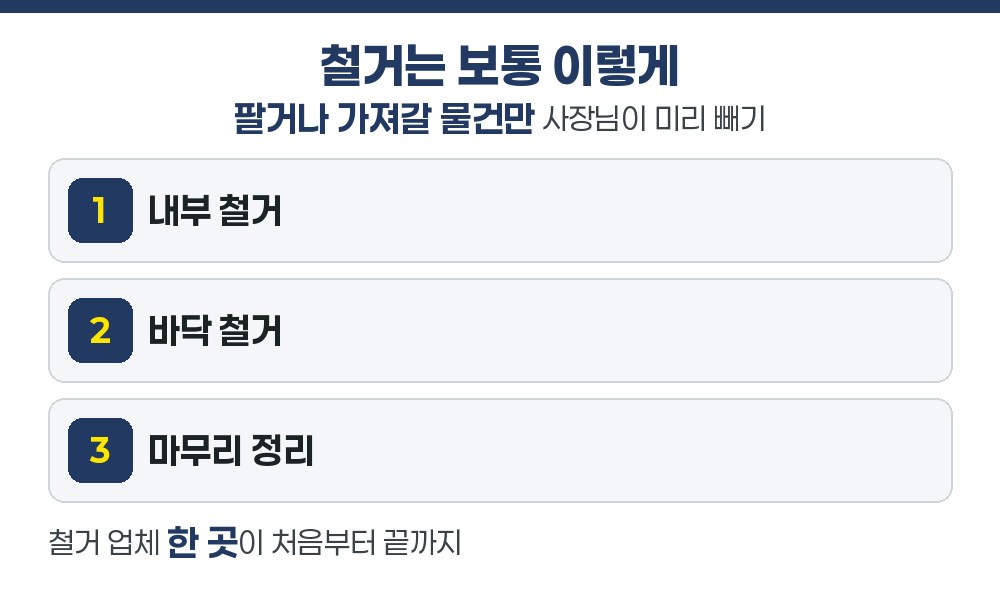 철거는 보통 이렇게
팔거나 가져갈 물건만 사장님이 미리 빼기
1 내부 철거
2 바닥 철거
3 마무리 정리
철거 업체 한 곳이 처음부터 끝까지